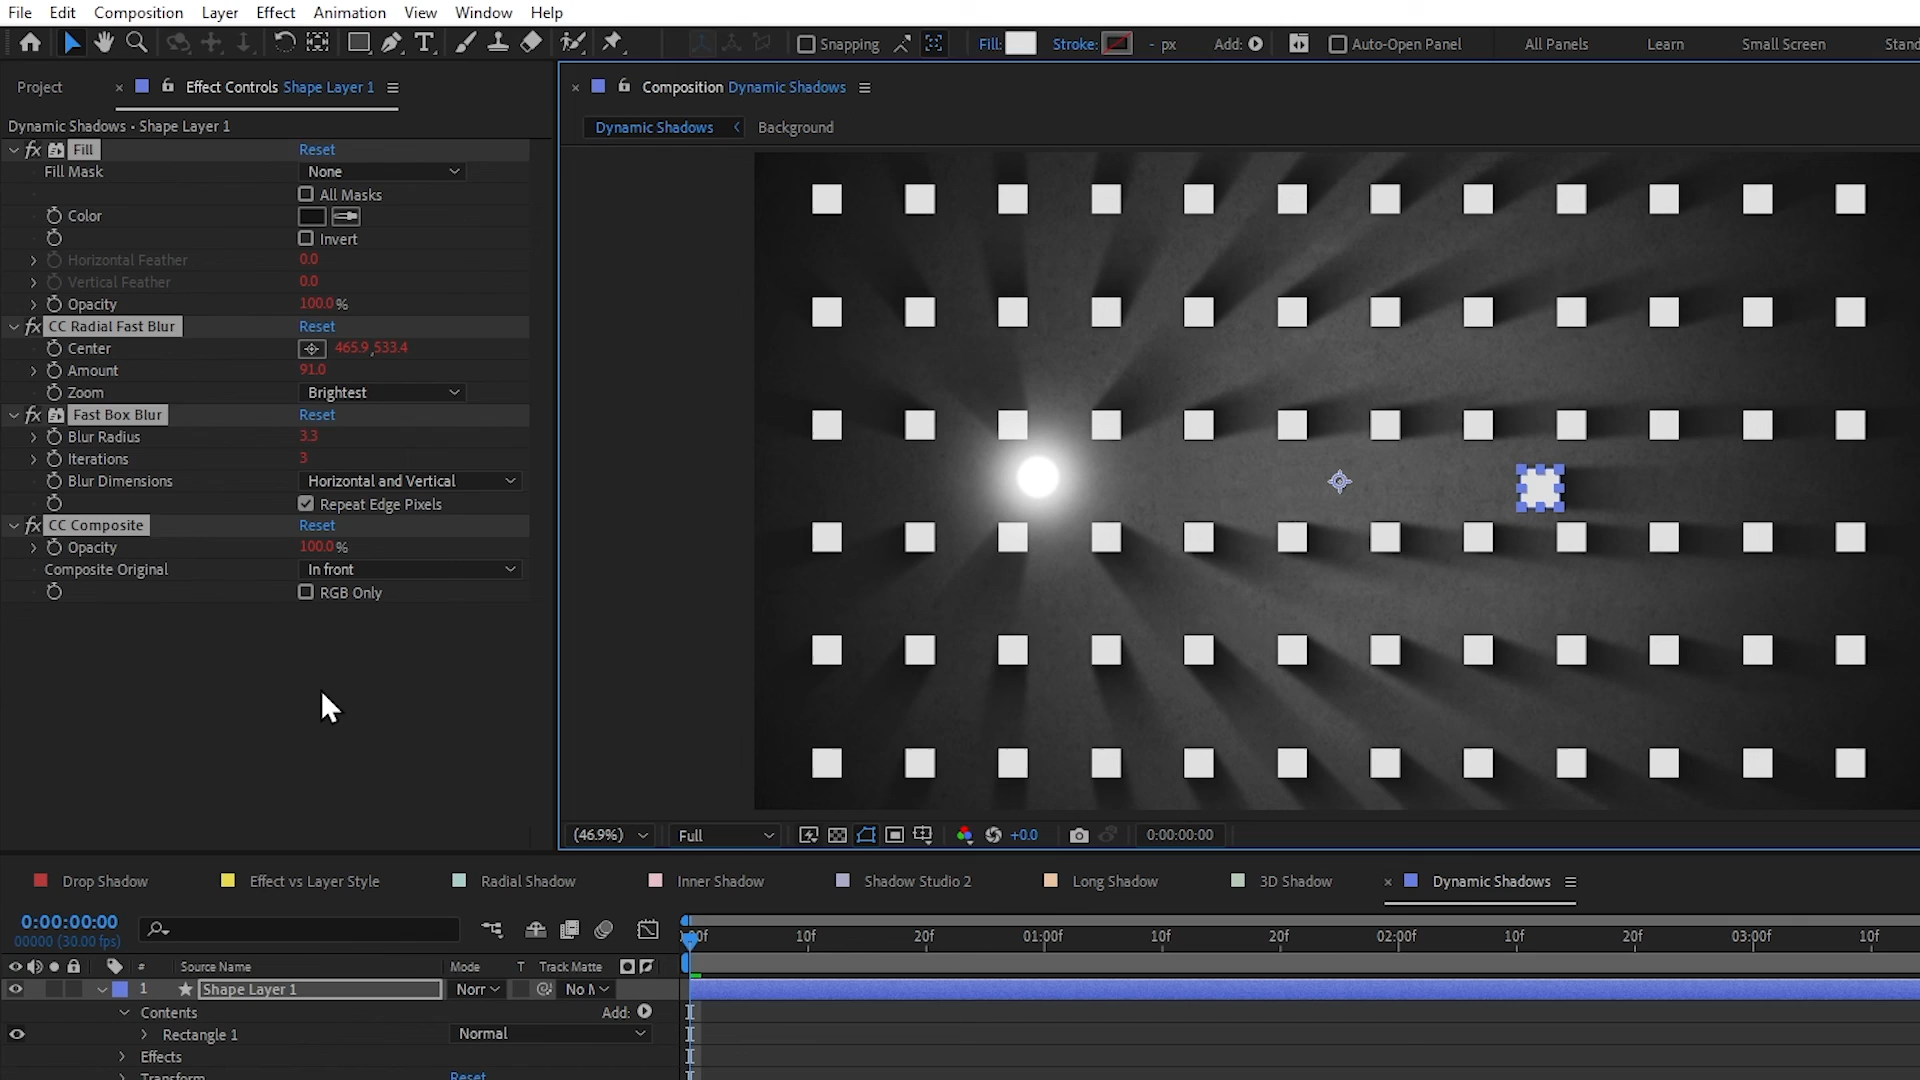 File Edit Composition Layer Effect Animation View Window Help
Snapping Fill: Stroke: - px Add: Auto-Open Panel All Panels Learn Small Screen Stand
Project × Effect Controls Shape Layer 1
Dynamic Shadows • Shape Layer 1
fx Fill Reset
Fill Mask None
All Masks
Color
Invert
Horizontal Feather 0.0
Vertical Feather 0.0
Opacity 100.0 %
fx CC Radial Fast Blur Reset
Center 465.9,533.4
Amount 91.0
Zoom Brightest
fx Fast Box Blur Reset
Blur Radius 3.3
Iterations 3
Blur Dimensions Horizontal and Vertical
Repeat Edge Pixels
fx CC Composite Reset
Opacity 100.0 %
Composite Original In front
RGB Only
× Composition Dynamic Shadows
Dynamic Shadows Background
(46.9%) Full +0.0 0:00:00:00
Drop Shadow Effect vs Layer Style Radial Shadow Inner Shadow Shadow Studio 2 Long Shadow 3D Shadow × Dynamic Shadows
0:00:00:00
00000 (30.00 fps)
:00f 10f 20f 01:00f 10f 20f 02:00f 10f 20f 03:00f 10f
# Source Name Mode T Track Matte
1 Shape Layer 1 Norr No M
Contents Add:
Rectangle 1 Normal
Effects
Transform Reset